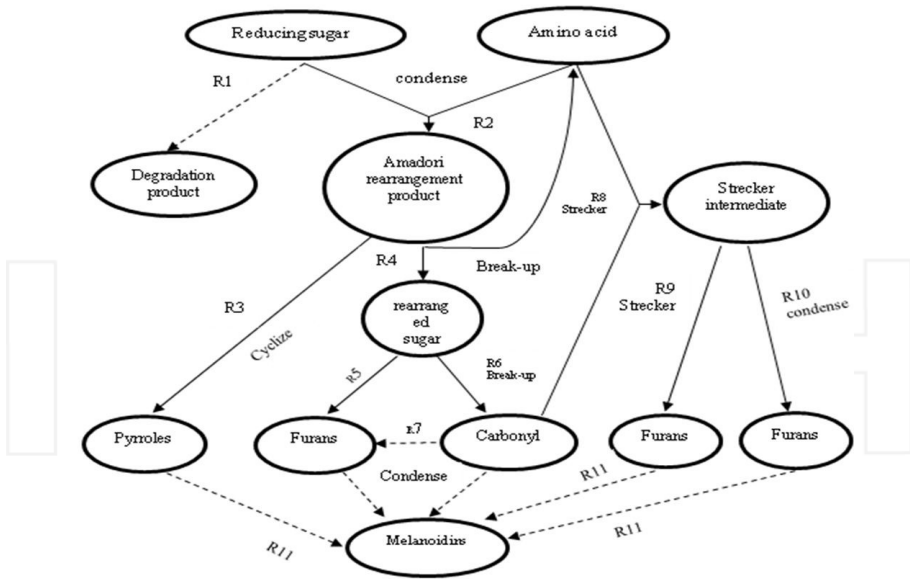 Reducing sugar
Amino acid
R1
condense
R2
Degradation
product
Amadori
rearrangement
product
R8
Strecker
Strecker
intermediate
R4
Break-up
R3
Cyclize
rearrang
ed
sugar
R9
Strecker
R10
condense
R5
R6
Break-up
Pyrroles
Furans
R7
Carbonyl
Furans
Furans
Condense
R11
R11
R11
Melanoidins